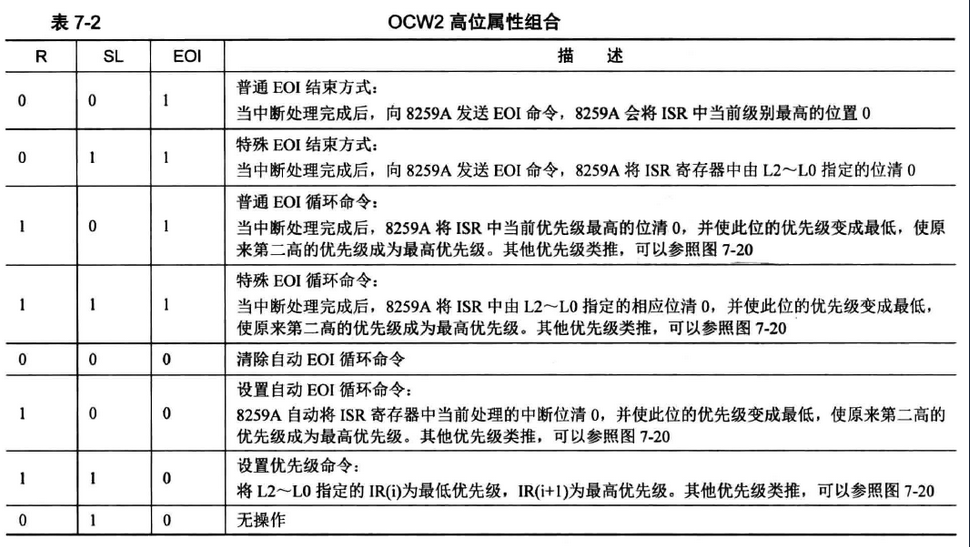 表 7-2 OCW2 高位属性组合
R SL EOI 描 述
0 0 1 普通 EOI 结束方式：
当中断处理完成后，向 8259A 发送 EOI 命令，8259A 会将 ISR 中当前级别最高的位置 0
0 1 1 特殊 EOI 结束方式：
当中断处理完成后，向 8259A 发送 EOI 命令，8259A 将 ISR 寄存器中由 L2～L0 指定的位清 0
1 0 1 普通 EOI 循环命令：
当中断处理完成后，8259A 将 ISR 中当前优先级最高的位清 0，并使此位的优先级变成最低，使原
来第二高的优先级成为最高优先级。其他优先级类推，可以参照图 7-20
1 1 1 特殊 EOI 循环命令：
当中断处理完成后，8259A 将 ISR 中由 L2～L0 指定的相应位清 0，并使此位的优先级变成最低，
使原来第二高的优先级成为最高优先级。其他优先级类推，可以参照图 7-20
0 0 0 清除自动 EOI 循环命令
1 0 0 设置自动 EOI 循环命令：
8259A 自动将 ISR 寄存器中当前处理的中断位清 0，并使此位的优先级变成最低，使原来第二高的
优先级成为最高优先级。其他优先级类推，可以参照图 7-20
1 1 0 设置优先级命令：
将 L2～L0 指定的 IR(i)为最低优先级，IR(i+1)为最高优先级。其他优先级类推，可以参照图 7-20
0 1 0 无操作